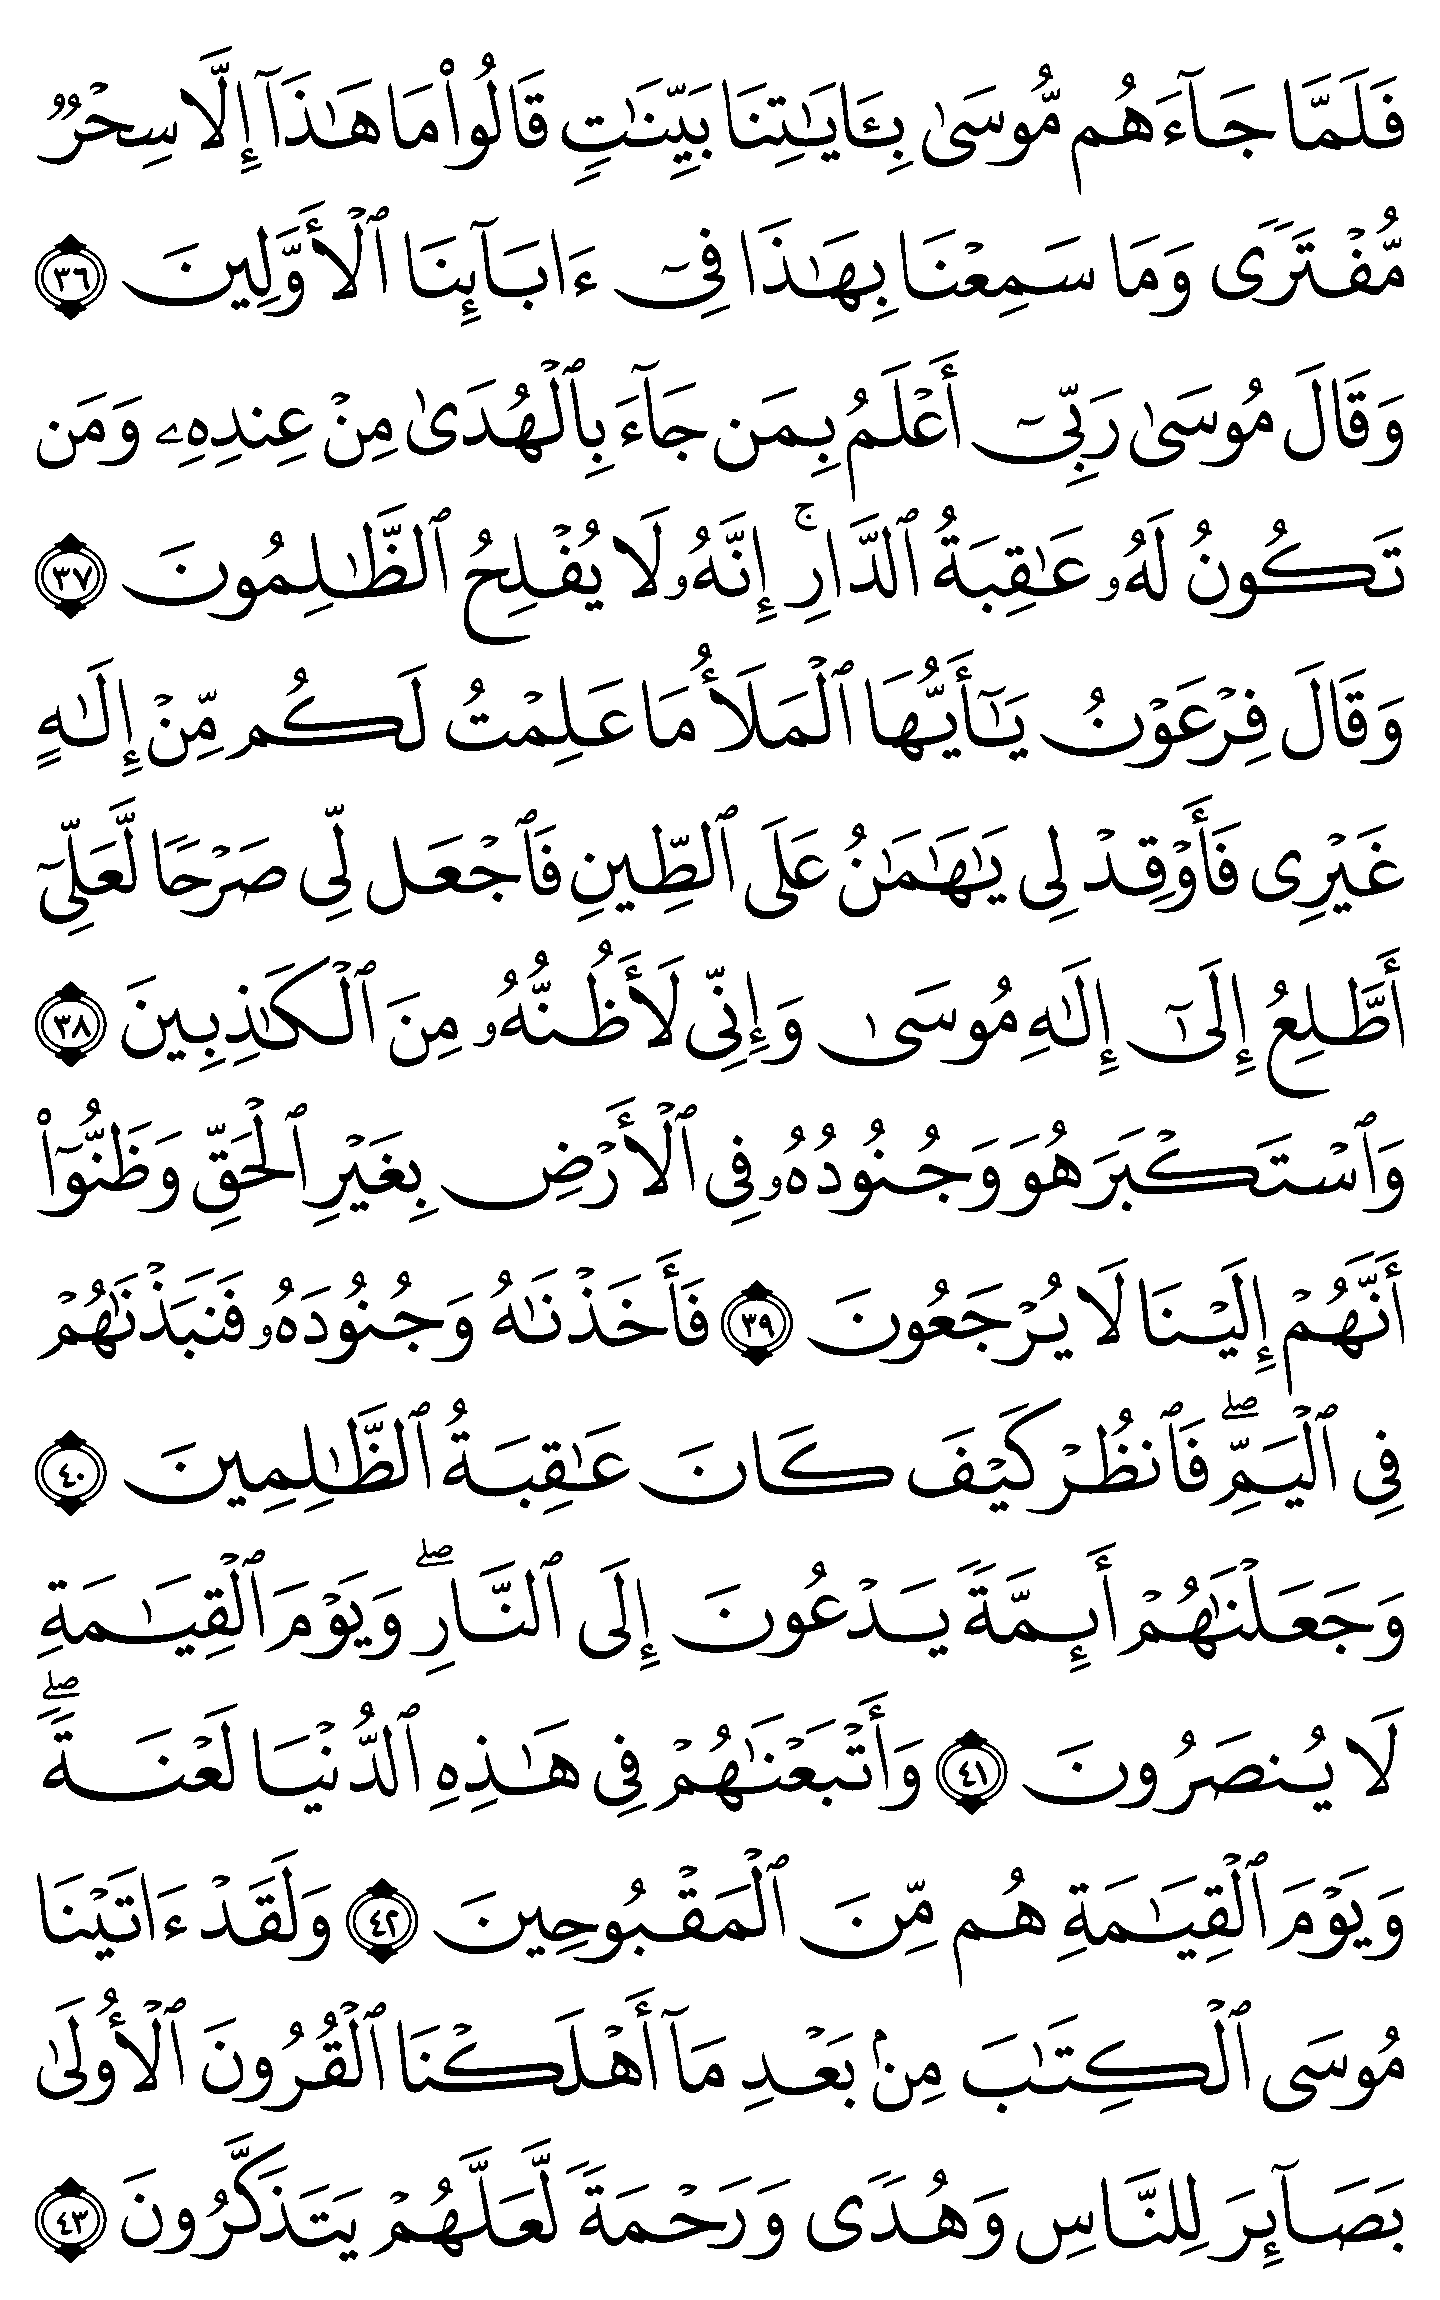 فَلَمَّا جَآءَهُم مُّوسَىٰ بِـَٔايَـٰتِنَا بَيِّنَـٰتٍ قَالُوا۟ مَا هَـٰذَآ إِلَّا سِحْرٌ
مُّفْتَرًى وَمَا سَمِعْنَا بِهَـٰذَا فِىٓ ءَابَآئِنَا ٱلْأَوَّلِينَ ٣٦
وَقَالَ مُوسَىٰ رَبِّىٓ أَعْلَمُ بِمَن جَآءَ بِٱلْهُدَىٰ مِنْ عِندِهِۦ وَمَن
تَكُونُ لَهُۥ عَـٰقِبَةُ ٱلدَّارِ ۚ إِنَّهُۥ لَا يُفْلِحُ ٱلظَّـٰلِمُونَ ٣٧
وَقَالَ فِرْعَوْنُ يَـٰٓأَيُّهَا ٱلْمَلَأُ مَا عَلِمْتُ لَكُم مِّنْ إِلَـٰهٍ
غَيْرِى فَأَوْقِدْ لِى يَـٰهَـٰمَـٰنُ عَلَى ٱلطِّينِ فَٱجْعَل لِّى صَرْحًا لَّعَلِّىٓ
أَطَّلِعُ إِلَىٰٓ إِلَـٰهِ مُوسَىٰ وَإِنِّى لَأَظُنُّهُۥ مِنَ ٱلْكَـٰذِبِينَ ٣٨
وَٱسْتَكْبَرَ هُوَ وَجُنُودُهُۥ فِى ٱلْأَرْضِ بِغَيْرِ ٱلْحَقِّ وَظَنُّوٓا۟
أَنَّهُمْ إِلَيْنَا لَا يُرْجَعُونَ ٣٩ فَأَخَذْنَـٰهُ وَجُنُودَهُۥ فَنَبَذْنَـٰهُمْ
فِى ٱلْيَمِّ ۖ فَٱنظُرْ كَيْفَ كَانَ عَـٰقِبَةُ ٱلظَّـٰلِمِينَ ٤٠
وَجَعَلْنَـٰهُمْ أَئِمَّةً يَدْعُونَ إِلَى ٱلنَّارِ ۖ وَيَوْمَ ٱلْقِيَـٰمَةِ
لَا يُنصَرُونَ ٤١ وَأَتْبَعْنَـٰهُمْ فِى هَـٰذِهِ ٱلدُّنْيَا لَعْنَةً ۖ
وَيَوْمَ ٱلْقِيَـٰمَةِ هُم مِّنَ ٱلْمَقْبُوحِينَ ٤٢ وَلَقَدْ ءَاتَيْنَا
مُوسَى ٱلْكِتَـٰبَ مِنۢ بَعْدِ مَآ أَهْلَكْنَا ٱلْقُرُونَ ٱلْأُولَىٰ
بَصَآئِرَ لِلنَّاسِ وَهُدًى وَرَحْمَةً لَّعَلَّهُمْ يَتَذَكَّرُونَ ٤٣